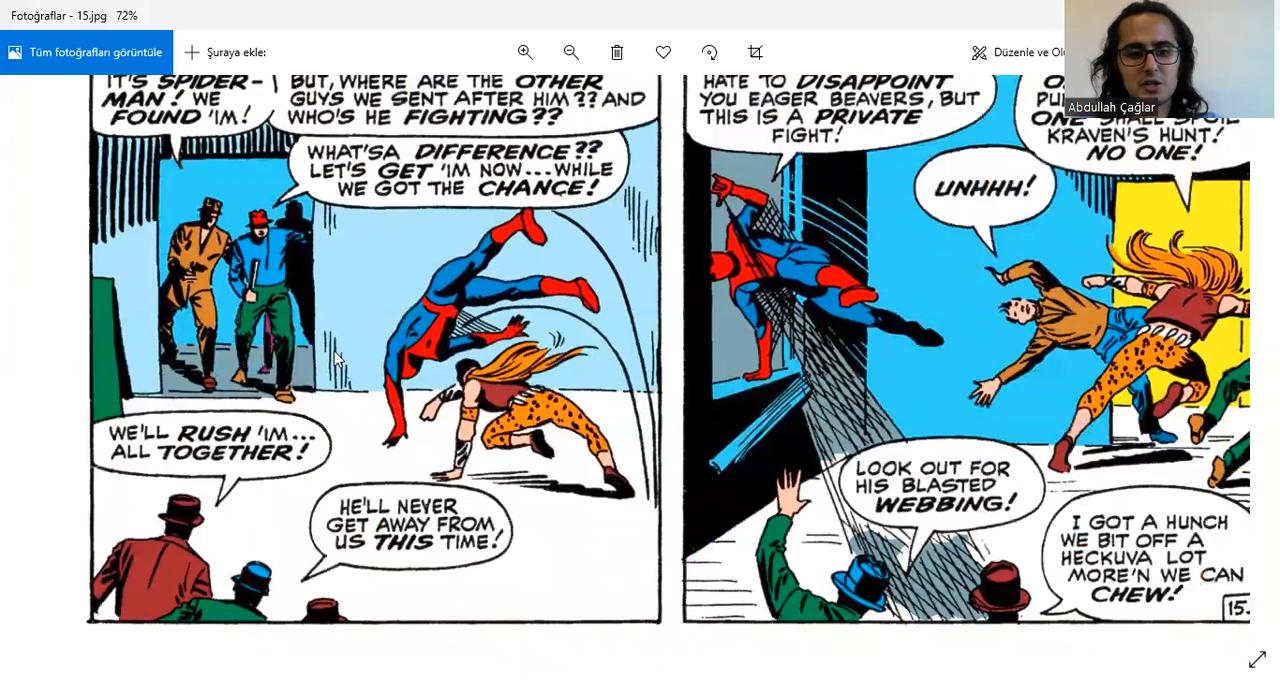 Fotoğraflar - 15.jpg 72%
Tüm fotoğrafları görüntüle
Şuraya ekle:
Düzenle ve Ol
Abdullah Çağlar
IT'S SPIDER-
MAN! WE
FOUND 'IM!
BUT, WHERE ARE THE OTHER
GUYS WE SENT AFTER HIM?? AND
WHO'S HE FIGHTING??
WHAT'SA DIFFERENCE??
LET'S GET 'IM NOW...WHILE
WE GOT THE CHANCE!
WE'LL RUSH 'IM...
ALL TOGETHER!
HE'LL NEVER
GET AWAY FROM
US THIS TIME!
HATE TO DISAPPOINT
YOU EAGER BEAVERS, BUT
THIS IS A PRIVATE
FIGHT!
ONE SHALL SPOIL
KRAVEN'S HUNT!
NO ONE!
UNHHH!
LOOK OUT FOR
HIS BLASTED
WEBBING!
I GOT A HUNCH
WE BIT OFF A
HECKUVA LOT
MORE'N WE CAN
CHEW!
15.